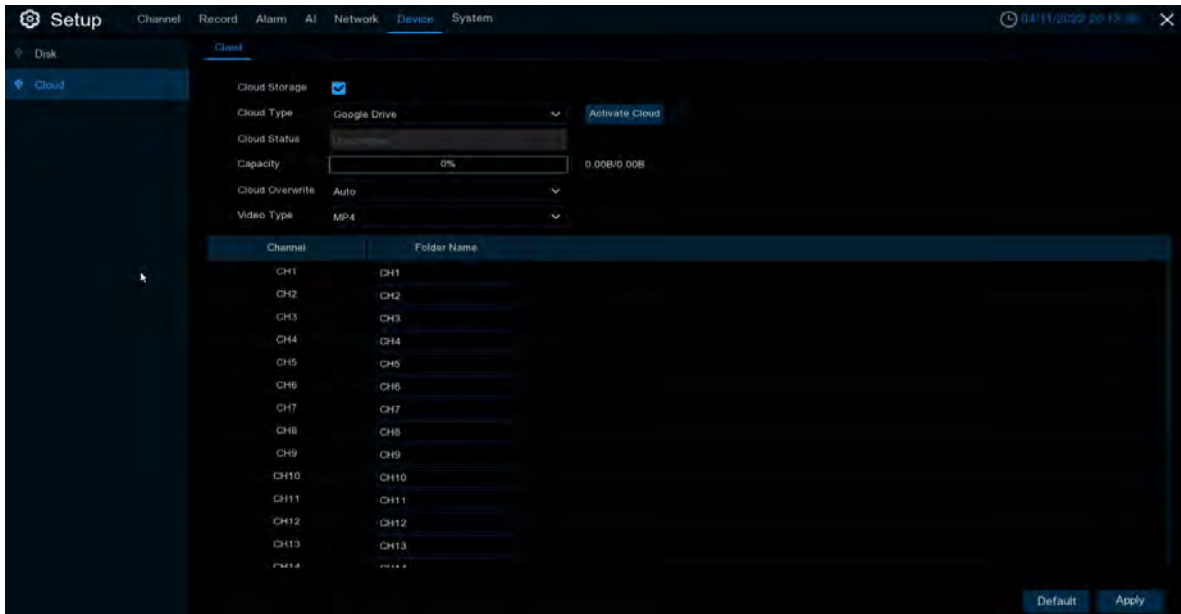 Setup Channel Record Alarm AI Network Device System
Disk
Cloud
Cloud
Cloud Storage
Cloud Type Google Drive Activate Cloud
Cloud Status
Capacity 0% 0.00B/0.00B
Cloud Overwrite Auto
Video Type MP4
Channel Folder Name
CH1 CH1
CH2 CH2
CH3 CH3
CH4 CH4
CH5 CH5
CH6 CH6
CH7 CH7
CH8 CH8
CH9 CH9
CH10 CH10
CH11 CH11
CH12 CH12
CH13 CH13
CH14
Default Apply